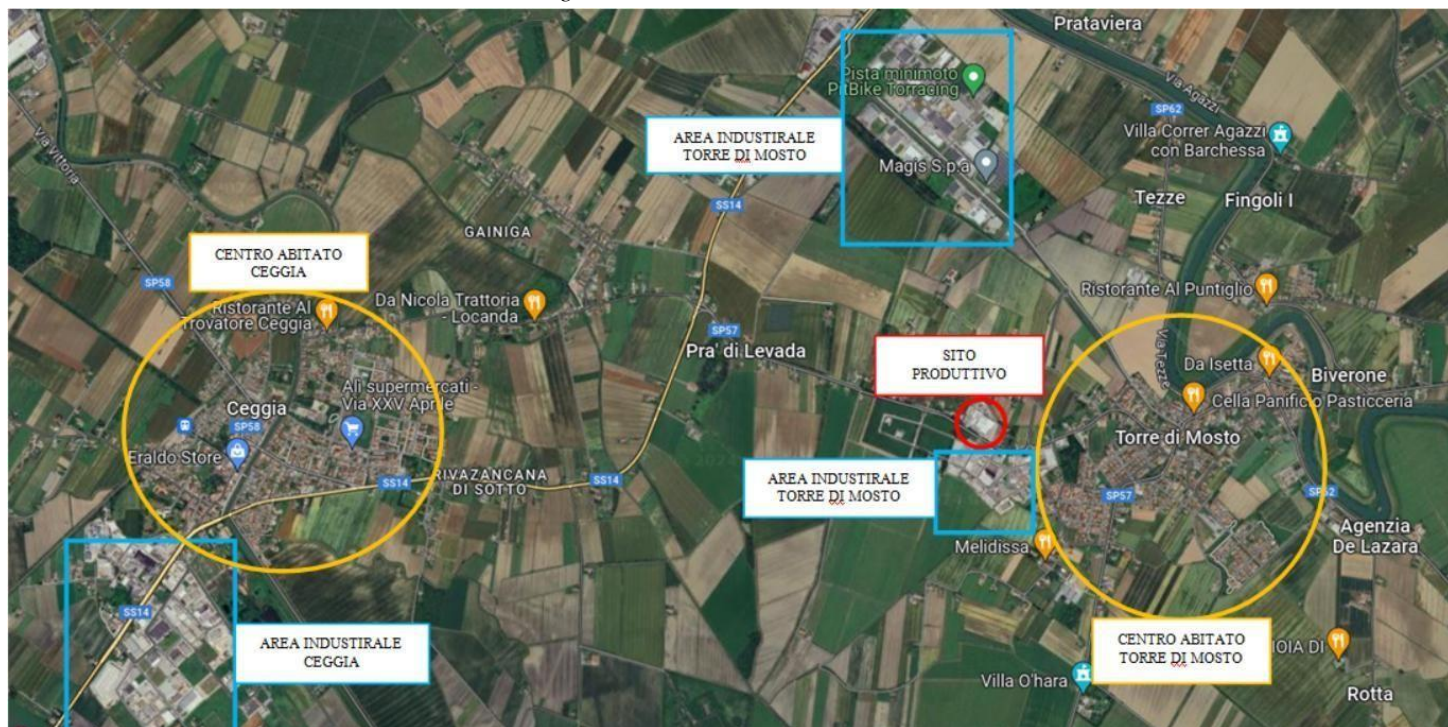 Prataviera
Via Agazzi
Pista minimoto
PitBike Torracing
SP62
AREA INDUSTIRALE
TORRE DI MOSTO
Villa Correr Agazzi
con Barchessa
Via Vittoria
Magis S.p.a
SS14
Tezze
Fingoli I
GAINIGA
CENTRO ABITATO
CEGGIA
SP58
Ristorante Al
Trovatore Ceggia
Da Nicola Trattoria
- Locanda
Ristorante Al Puntiglio
SP57
Pra' di Levada
SITO
PRODUTTIVO
Via Tezze
Da Isetta
Biverone
Cella Panificio Pasticceria
Alì supermercati -
Via XXV Aprile
Ceggia
SP58
Eraldo Store
Torre di Mosto
RIVAZANCANA
DI SOTTO
SS14
SS14
AREA INDUSTIRALE
TORRE DI MOSTO
SP57
SP62
Agenzia
De Lazara
Melidissa
SS14
AREA INDUSTIRALE
CEGGIA
CENTRO ABITATO
TORRE DI MOSTO
IOIA DI
Villa O'hara
Rotta